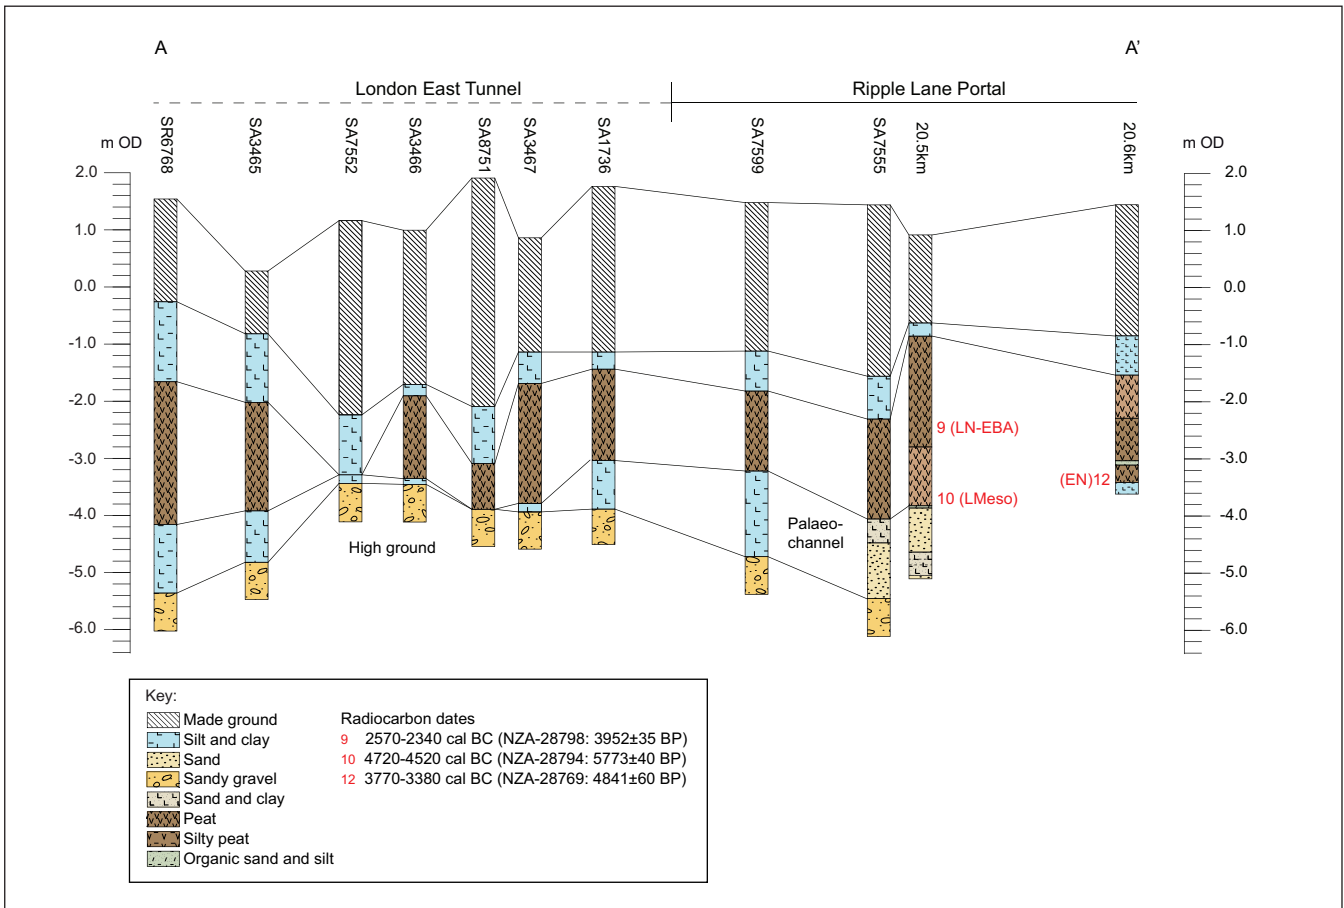 A
A'
London East Tunnel
Ripple Lane Portal
SR6768
SA3465
SA7552
SA3466
SA8751
SA3467
SA1736
SA7599
SA7555
20.5km
20.6km
m OD
m OD
2.0
1.0
0.0
-1.0
-2.0
-3.0
-4.0
-5.0
-6.0
2.0
1.0
0.0
-1.0
-2.0
-3.0
-4.0
-5.0
-6.0
9 (LN-EBA)
10 (LMeso)
(EN)12
High ground
Palaeo-
channel
Key:
Made ground
Silt and clay
Sand
Sandy gravel
Sand and clay
Peat
Silty peat
Organic sand and silt
Radiocarbon dates
9 2570-2340 cal BC (NZA-28798: 3952±35 BP)
10 4720-4520 cal BC (NZA-28794: 5773±40 BP)
12 3770-3380 cal BC (NZA-28769: 4841±60 BP)